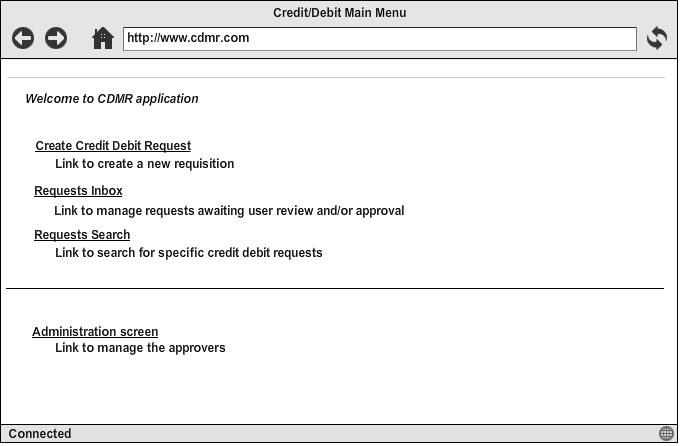 Credit/Debit Main Menu
http://www.cdmr.com
Welcome to CDMR application
Create Credit Debit Request
Link to create a new requisition
Requests Inbox
Link to manage requests awaiting user review and/or approval
Requests Search
Link to search for specific credit debit requests
Administration screen
Link to manage the approvers
Connected